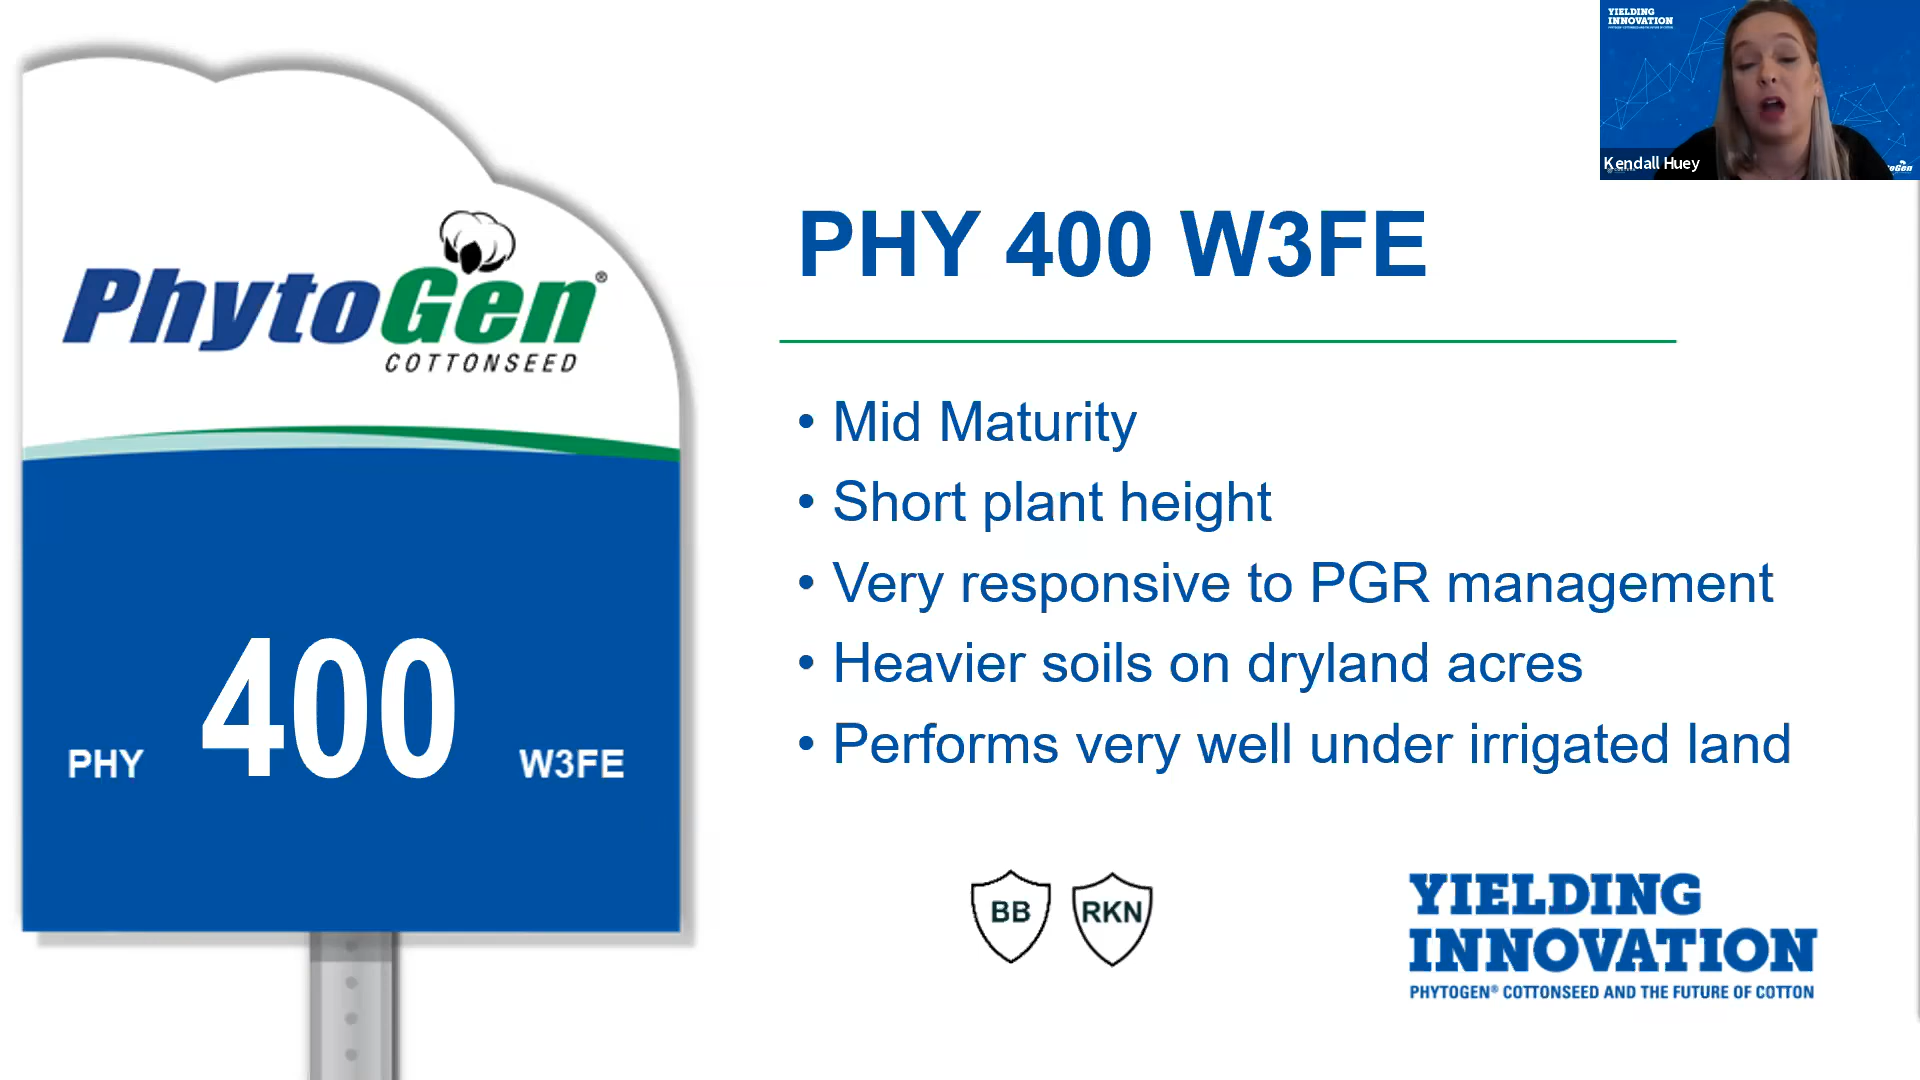 YIELDING
INNOVATION
Kendall Huey
PhytoGen®
COTTONSEED
PHY 400 W3FE
PHY 400 W3FE
• Mid Maturity
• Short plant height
• Very responsive to PGR management
• Heavier soils on dryland acres
• Performs very well under irrigated land
BB RKN
YIELDING
INNOVATION
PHYTOGEN® COTTONSEED AND THE FUTURE OF COTTON